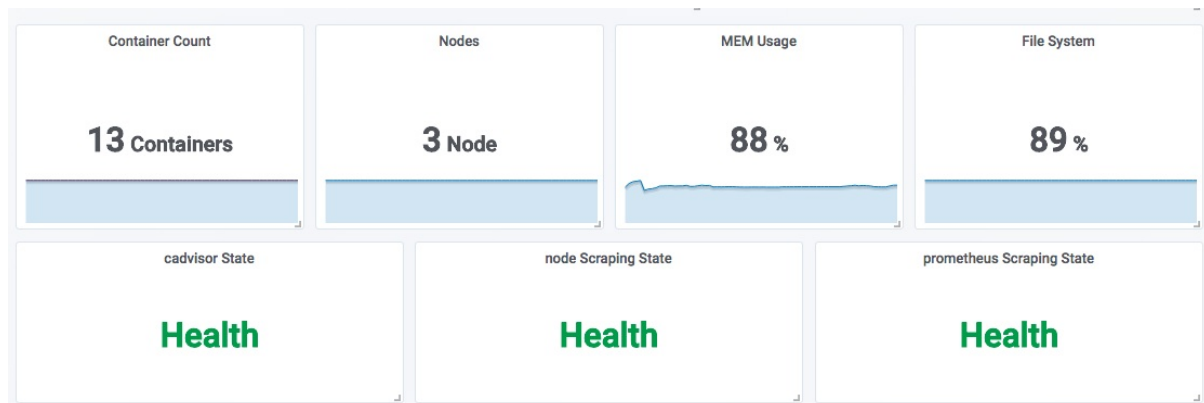 Container Count
13 Containers
Nodes
3 Node
MEM Usage
88 %
File System
89 %
cadvisor State
Health
node Scraping State
Health
prometheus Scraping State
Health